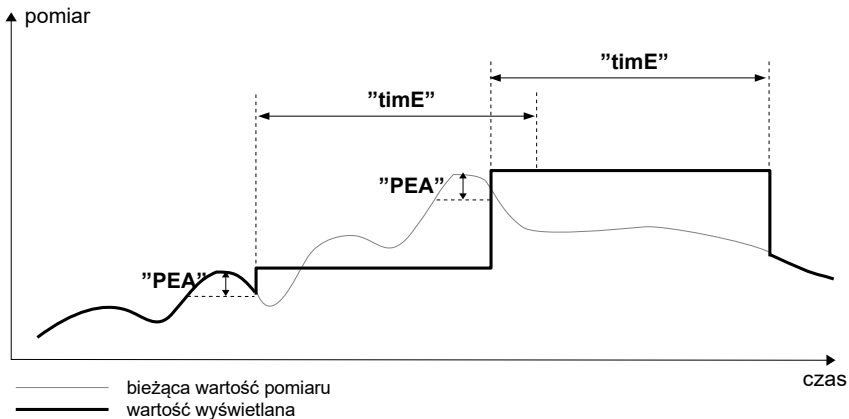 pomiar
”timE”
”timE”
”PEA”
”PEA”
czas
bieżąca wartość pomiaru
wartość wyświetlana